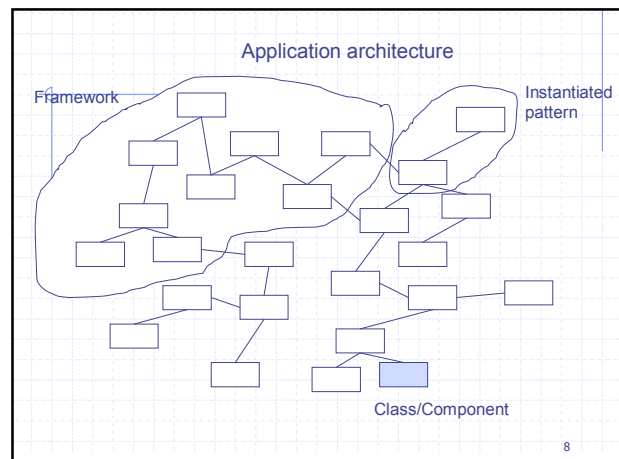 Application architecture
Framework
Instantiated
pattern
Class/Component
8